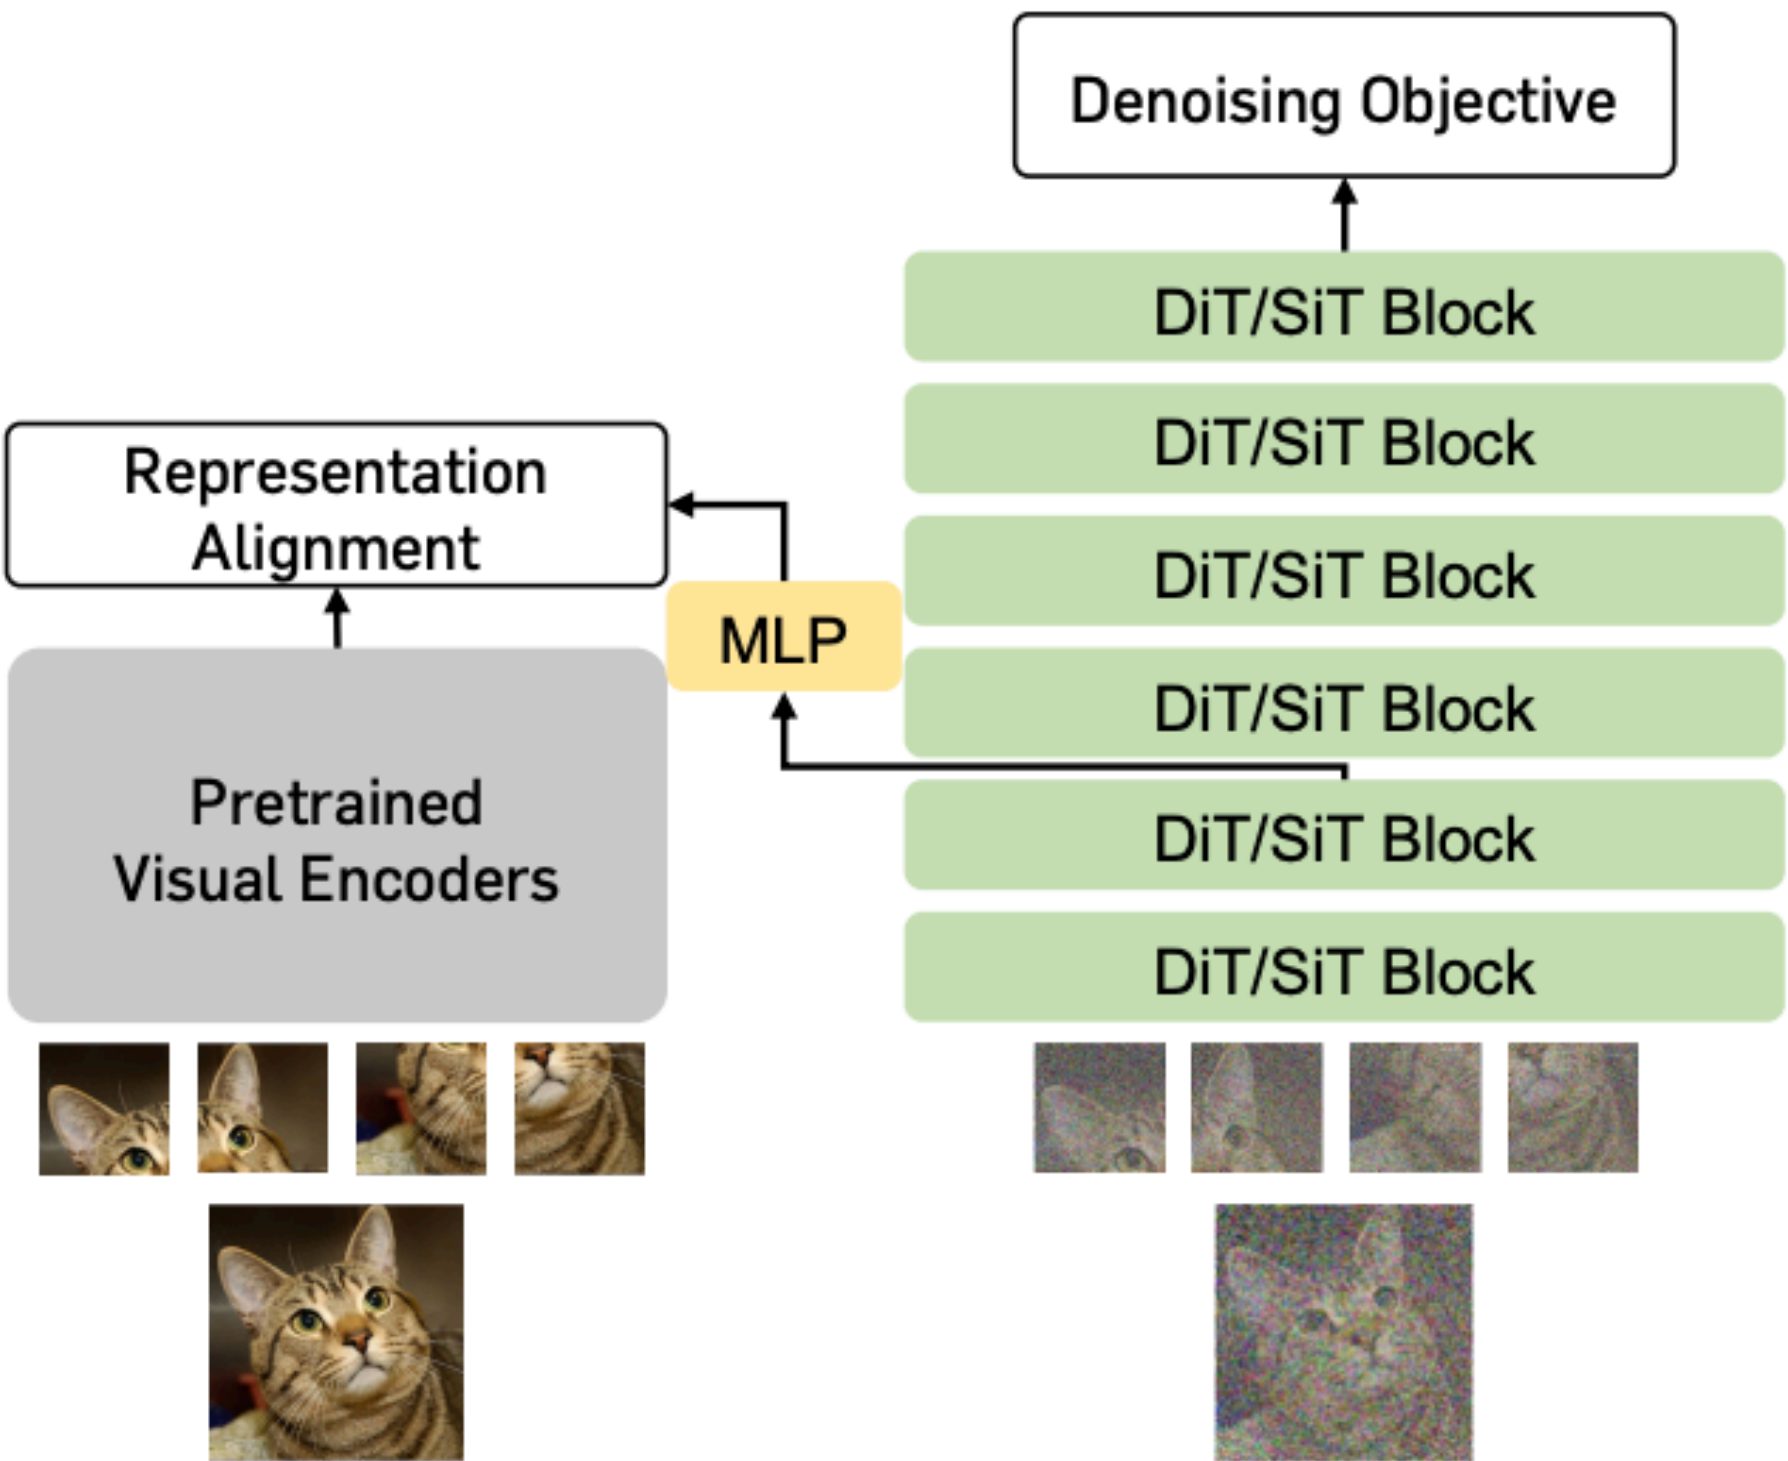 Denoising Objective
DiT/SiT Block
DiT/SiT Block
DiT/SiT Block
DiT/SiT Block
DiT/SiT Block
DiT/SiT Block
Representation
Alignment
MLP
Pretrained
Visual Encoders